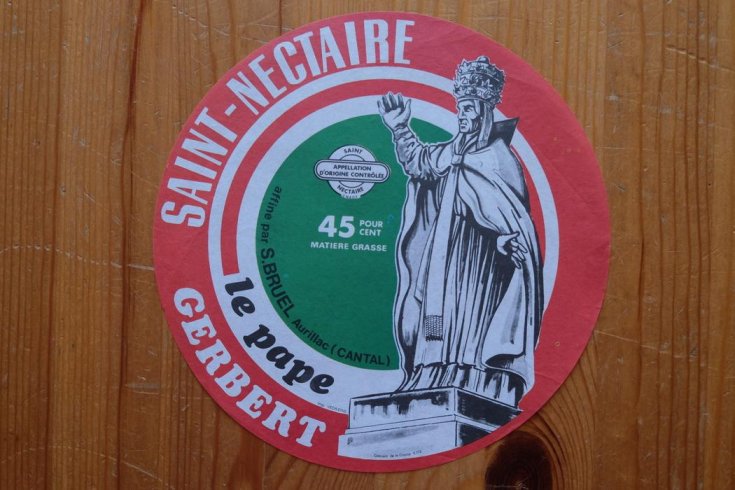 SAINT-NECTAIRE
SAINT
APPELLATION
D'ORIGINE CONTRÔLÉE
NECTAIRE
45 POUR CENT
MATIERE GRASSE
affiné par S.BRUEL Aurillac (CANTAL)
le pape
GERBERT